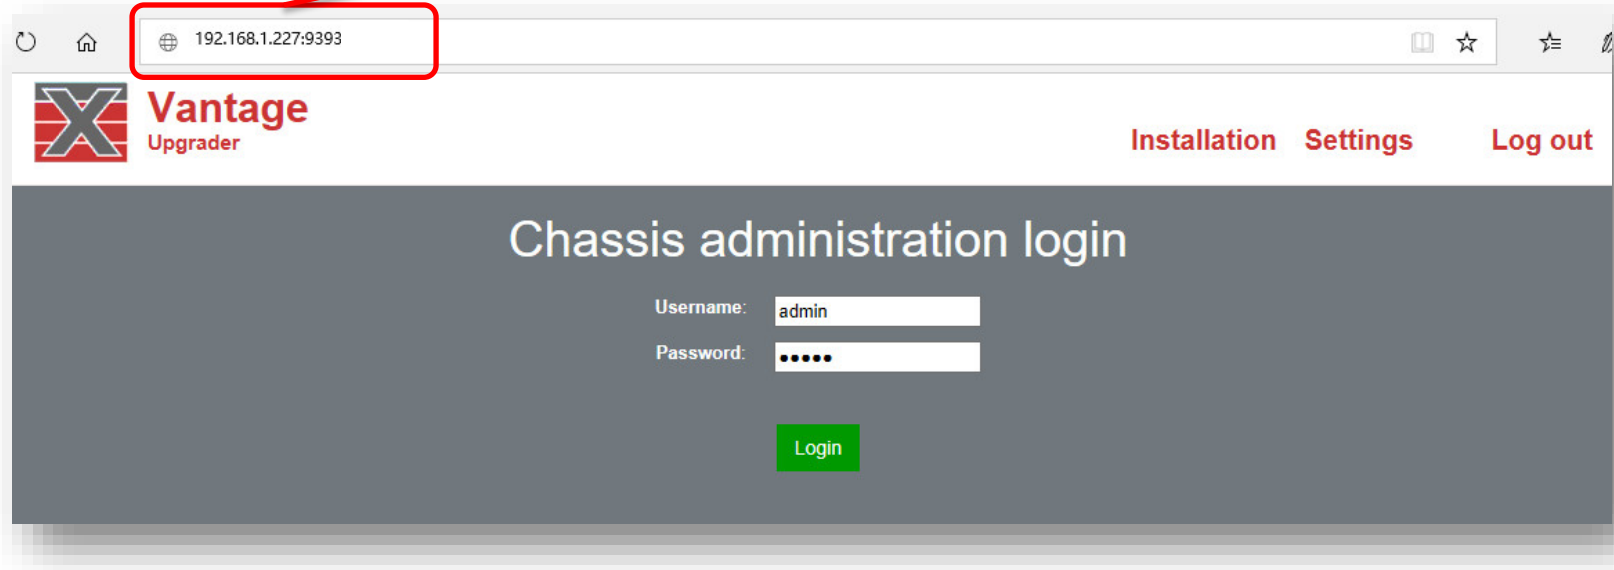 192.168.1.227:9393
X
Vantage
Upgrader
Installation Settings Log out
Chassis administration login
Username: admin
Password: •••••
Login